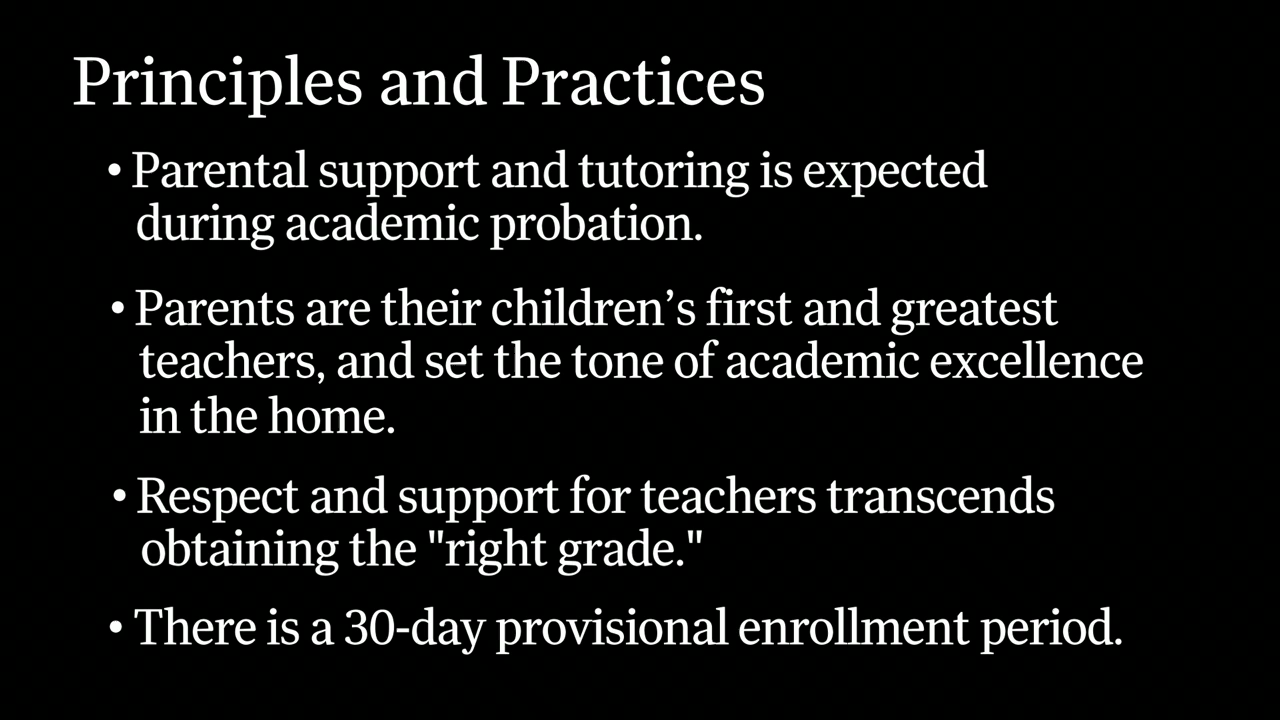 Principles and Practices
• Parental support and tutoring is expected
during academic probation.
• Parents are their children’s first and greatest
teachers, and set the tone of academic excellence
in the home.
• Respect and support for teachers transcends
obtaining the "right grade."
• There is a 30-day provisional enrollment period.